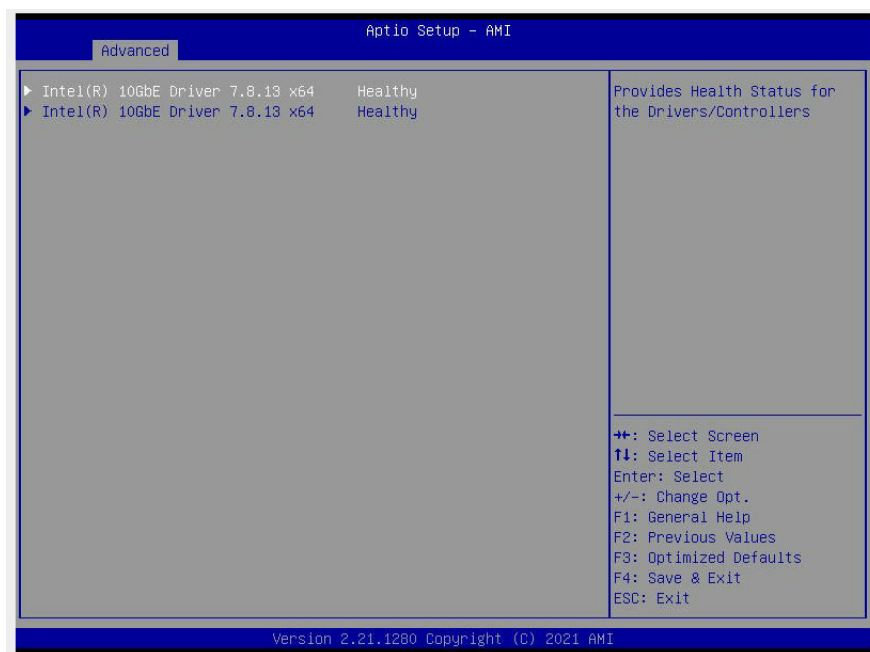 Aptio Setup – AMI
Advanced
Intel(R) 10GbE Driver 7.8.13 x64 Healthy
Intel(R) 10GbE Driver 7.8.13 x64 Healthy
Provides Health Status for
the Drivers/Controllers
→←: Select Screen
↑↓: Select Item
Enter: Select
+/-: Change Opt.
F1: General Help
F2: Previous Values
F3: Optimized Defaults
F4: Save & Exit
ESC: Exit
Version 2.21.1280 Copyright (C) 2021 AMI